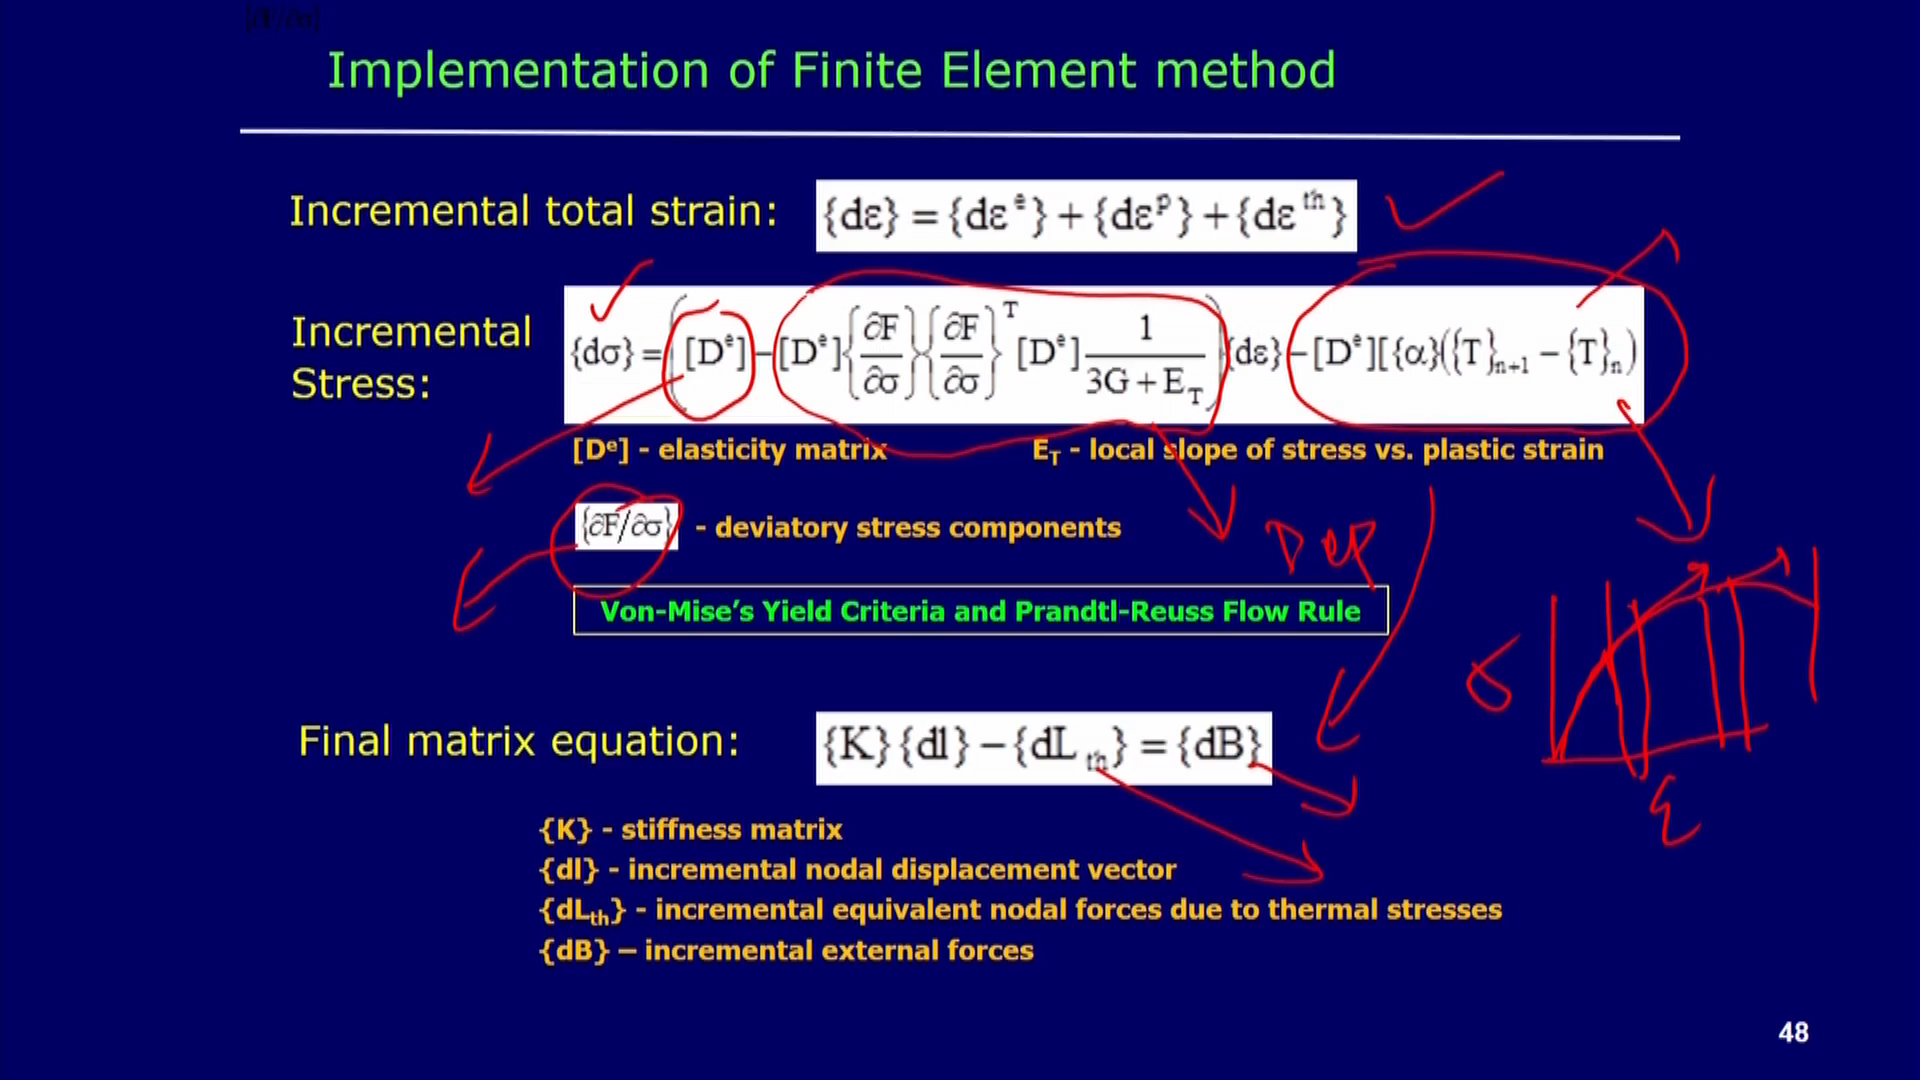 Implementation of Finite Element method
Incremental total strain: {dε} = {dε^e} + {dε^p} + {dε^th}
Incremental Stress: {dσ} = ([D^e] - [D^e]{∂F/∂σ}{∂F/∂σ}^T [D^e] 1/(3G + E_T)){dε} - [D^e][{α}({T}_n+1 - {T}_n)
[D^e] - elasticity matrix E_T - local slope of stress vs. plastic strain
{∂F/∂σ} - deviatory stress components
Dep
Von-Mise's Yield Criteria and Prandtl-Reuss Flow Rule
σ
Final matrix equation: {K}{dl} - {dL_th} = {dB}
ε
{K} - stiffness matrix
{dl} - incremental nodal displacement vector
{dL_th} - incremental equivalent nodal forces due to thermal stresses
{dB} – incremental external forces
48